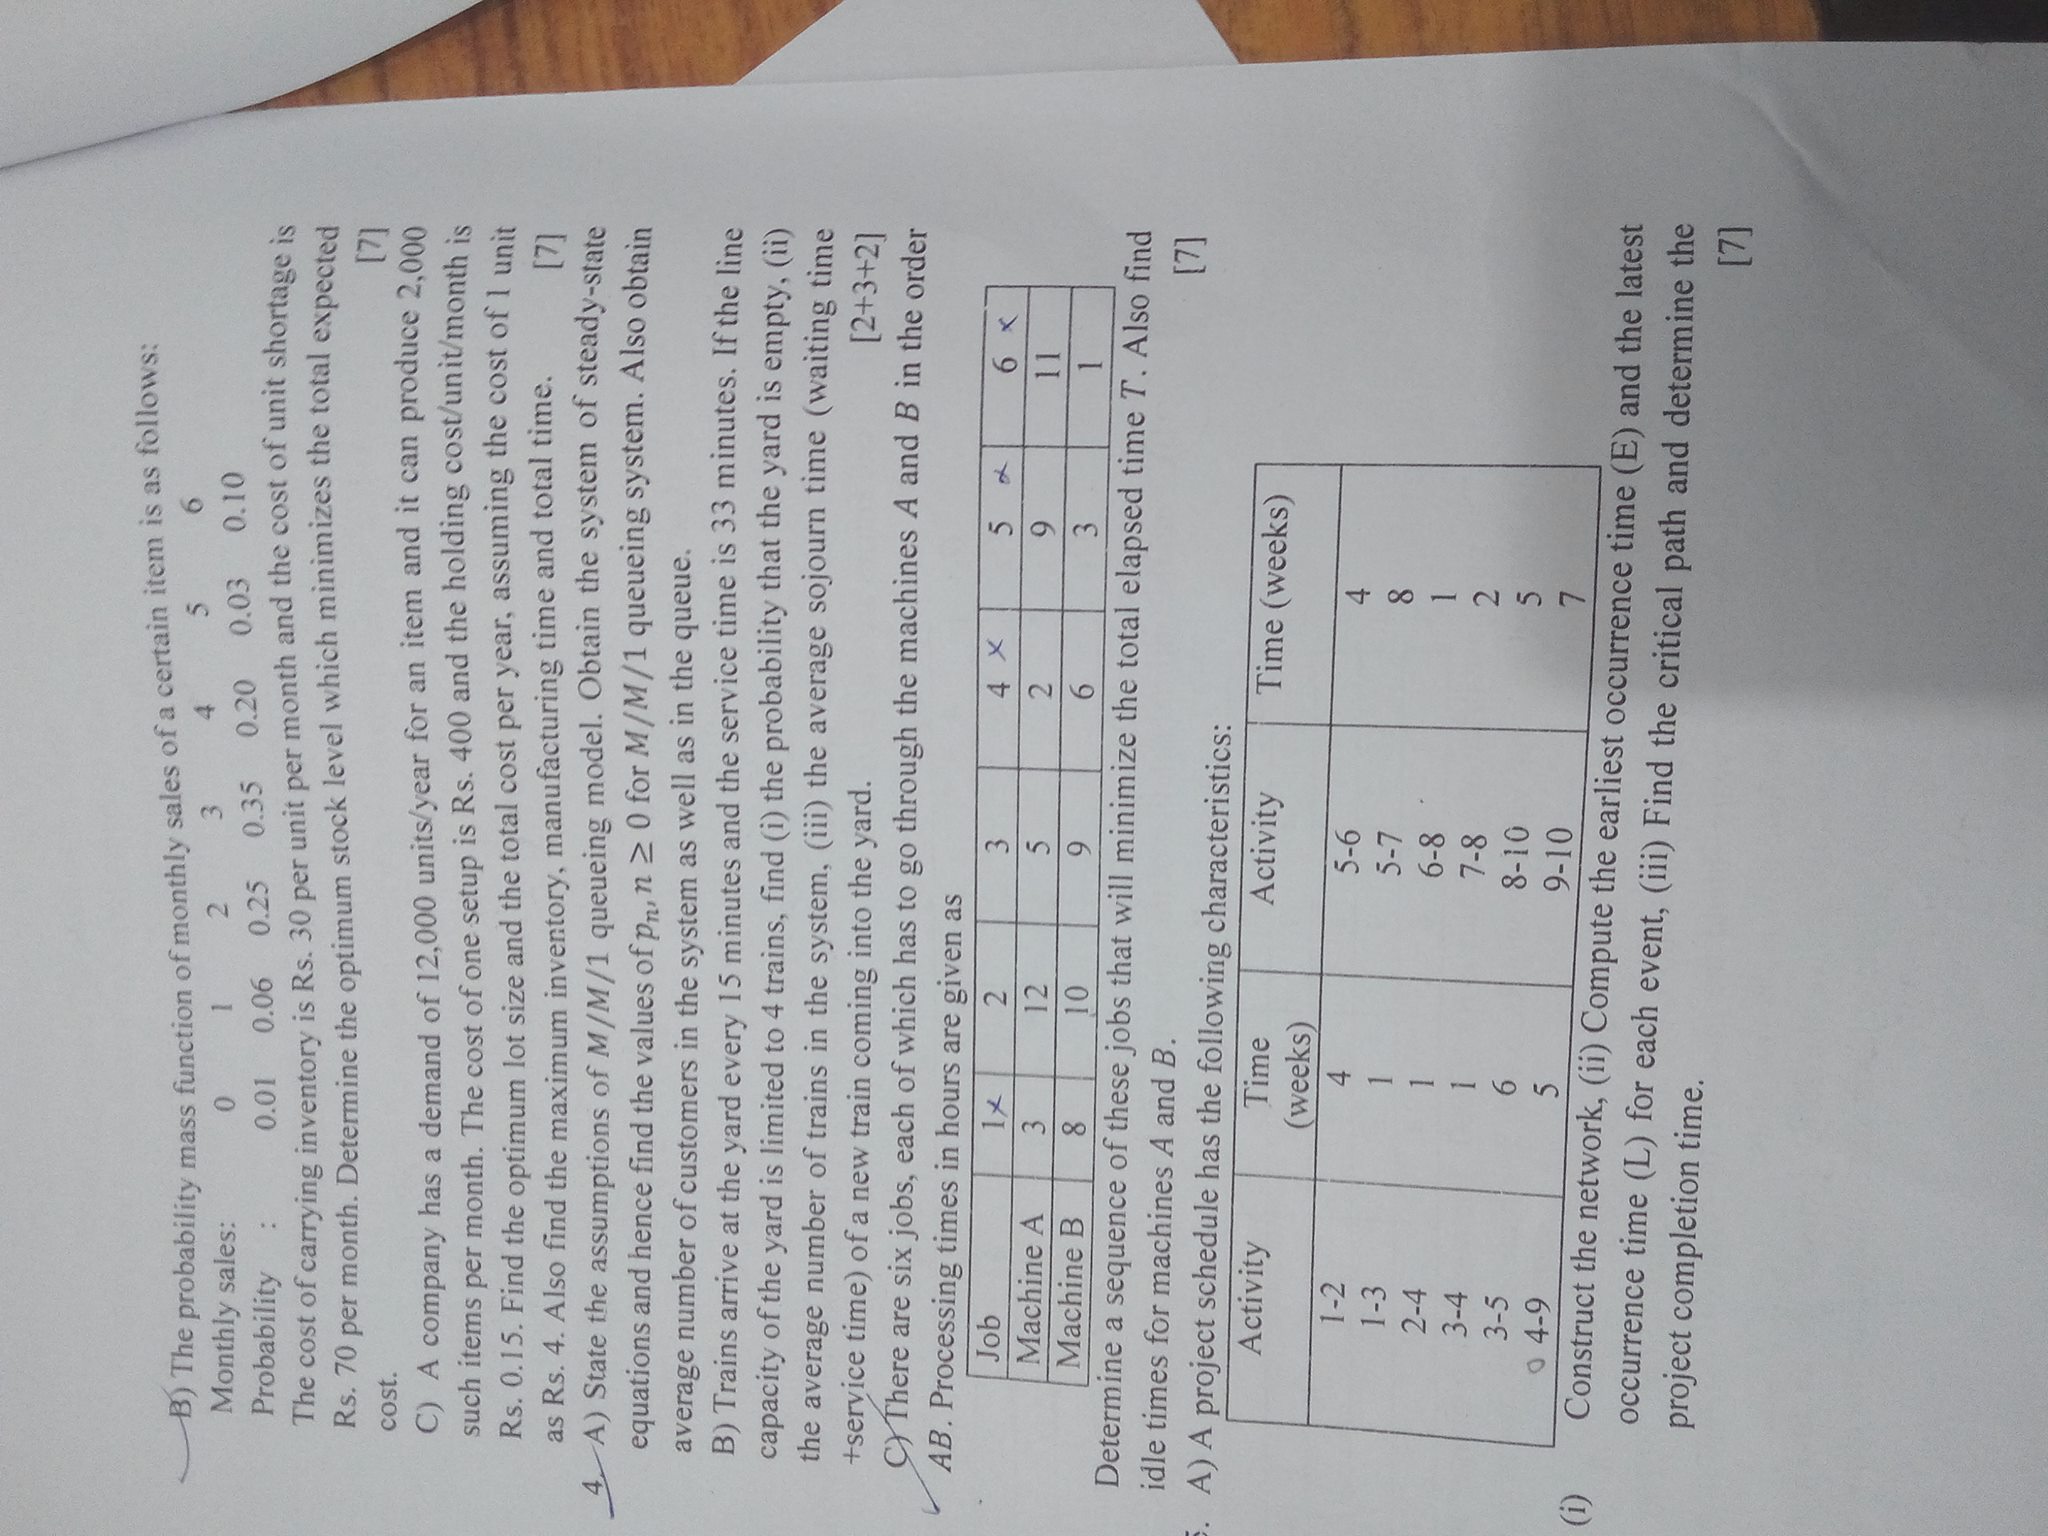 B) The probability mass function of monthly sales of a certain item is as follows:
Monthly sales: 0 1 2 3 4 5 6
Probability : 0.01 0.06 0.25 0.35 0.20 0.03 0.10
The cost of carrying inventory is Rs. 30 per unit per month and the cost of unit shortage is
Rs. 70 per month. Determine the optimum stock level which minimizes the total expected
cost. [7]
C) A company has a demand of 12,000 units/year for an item and it can produce 2,000
such items per month. The cost of one setup is Rs. 400 and the holding cost/unit/month is
Rs. 0.15. Find the optimum lot size and the total cost per year, assuming the cost of 1 unit
as Rs. 4. Also find the maximum inventory, manufacturing time and total time. [7]
4. A) State the assumptions of M/M/1 queueing model. Obtain the system of steady-state
equations and hence find the values of pn, n ≥ 0 for M/M/1 queueing system. Also obtain
average number of customers in the system as well as in the queue.
B) Trains arrive at the yard every 15 minutes and the service time is 33 minutes. If the line
capacity of the yard is limited to 4 trains, find (i) the probability that the yard is empty, (ii)
the average number of trains in the system, (iii) the average sojourn time (waiting time
+service time) of a new train coming into the yard. [2+3+2]
C) There are six jobs, each of which has to go through the machines A and B in the order
AB. Processing times in hours are given as
Job 1 x 2 3 4 x 5 x 6 x
Machine A 3 12 5 2 9 11
Machine B 8 10 9 6 3 1
Determine a sequence of these jobs that will minimize the total elapsed time T. Also find
idle times for machines A and B. [7]
A) A project schedule has the following characteristics:
Activity Time (weeks) Activity Time (weeks)
1-2 4 5-6 4
1-3 1 5-7 8
2-4 1 6-8 1
3-4 1 7-8 2
3-5 6 8-10 5
4-9 5 9-10 7
(i) Construct the network, (ii) Compute the earliest occurrence time (E) and the latest
occurrence time (L) for each event, (iii) Find the critical path and determine the
project completion time. [7]